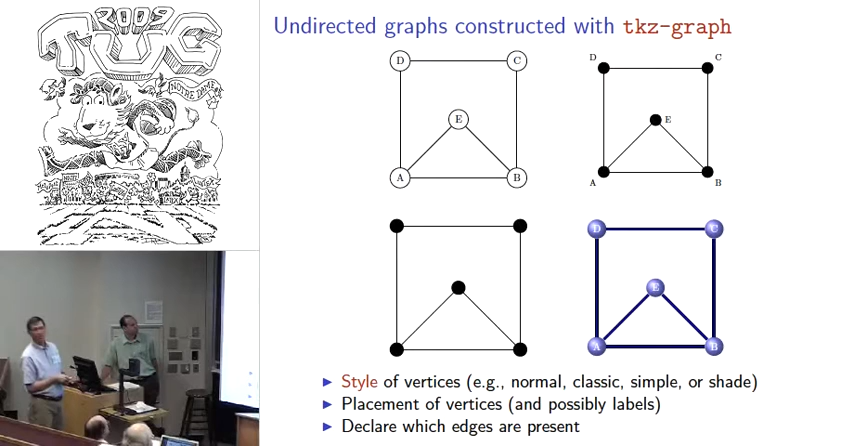 2009
TUG
NOTRE DAME
Undirected graphs constructed with tkz-graph
D C
E
A B
D C
E
A B
D C
E
A B
Style of vertices (e.g., normal, classic, simple, or shade)
Placement of vertices (and possibly labels)
Declare which edges are present